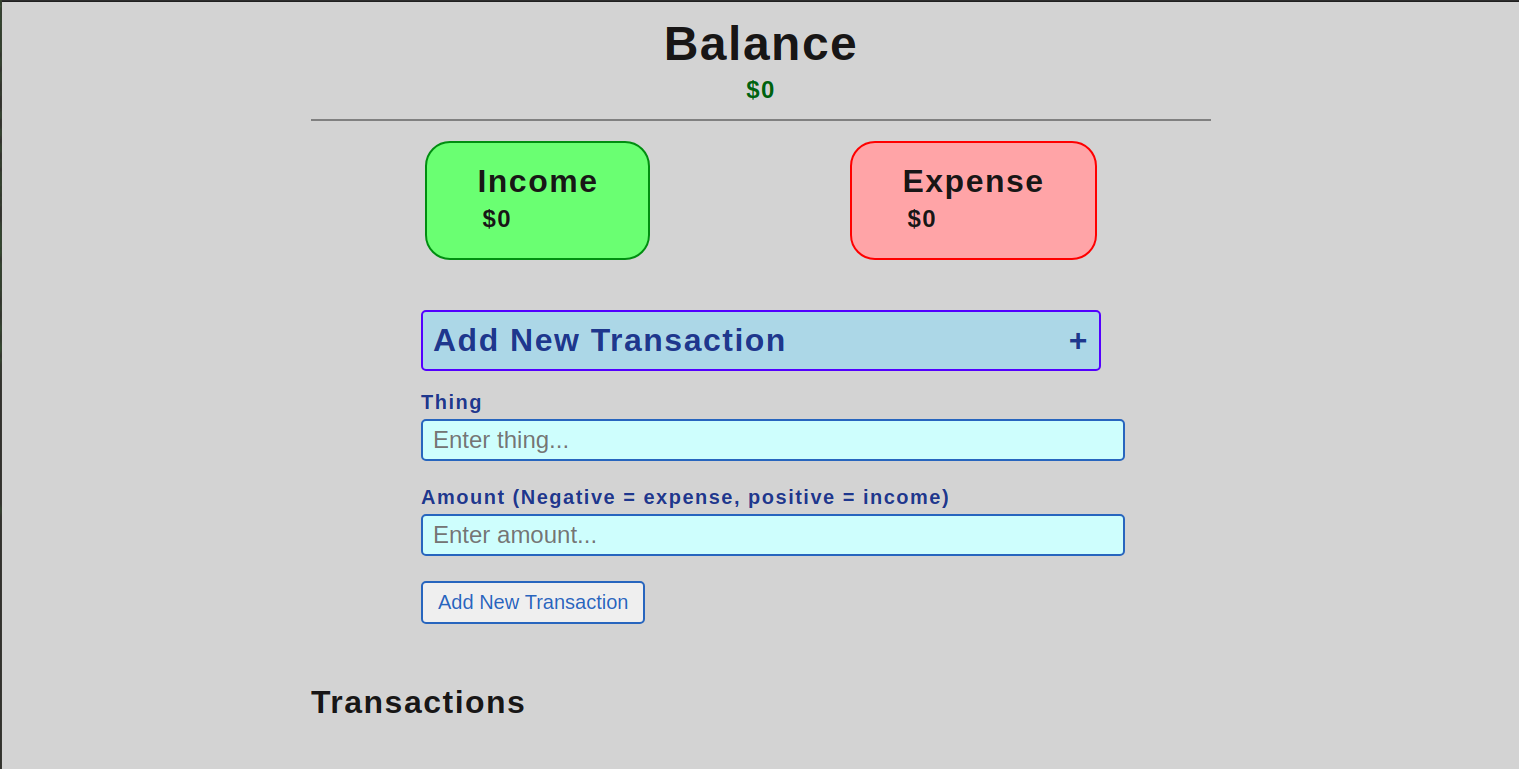 Balance
$0
Income
$0
Expense
$0
Add New Transaction +
Thing
Enter thing...
Amount (Negative = expense, positive = income)
Enter amount...
Add New Transaction
Transactions